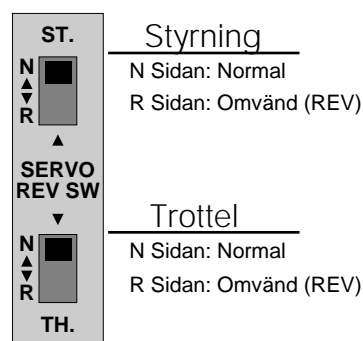 ST.
N
R
SERVO
REV SW
N
R
TH.
Styrning
N Sidan: Normal
R Sidan: Omvänd (REV)
Trottel
N Sidan: Normal
R Sidan: Omvänd (REV)